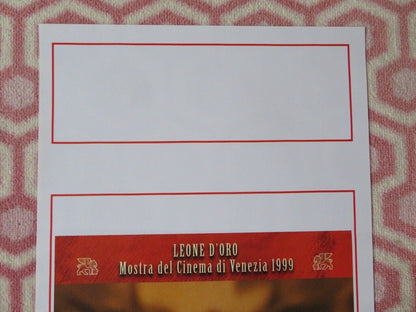 LEONE D'ORO
Mostra del Cinema di Venezia 1999